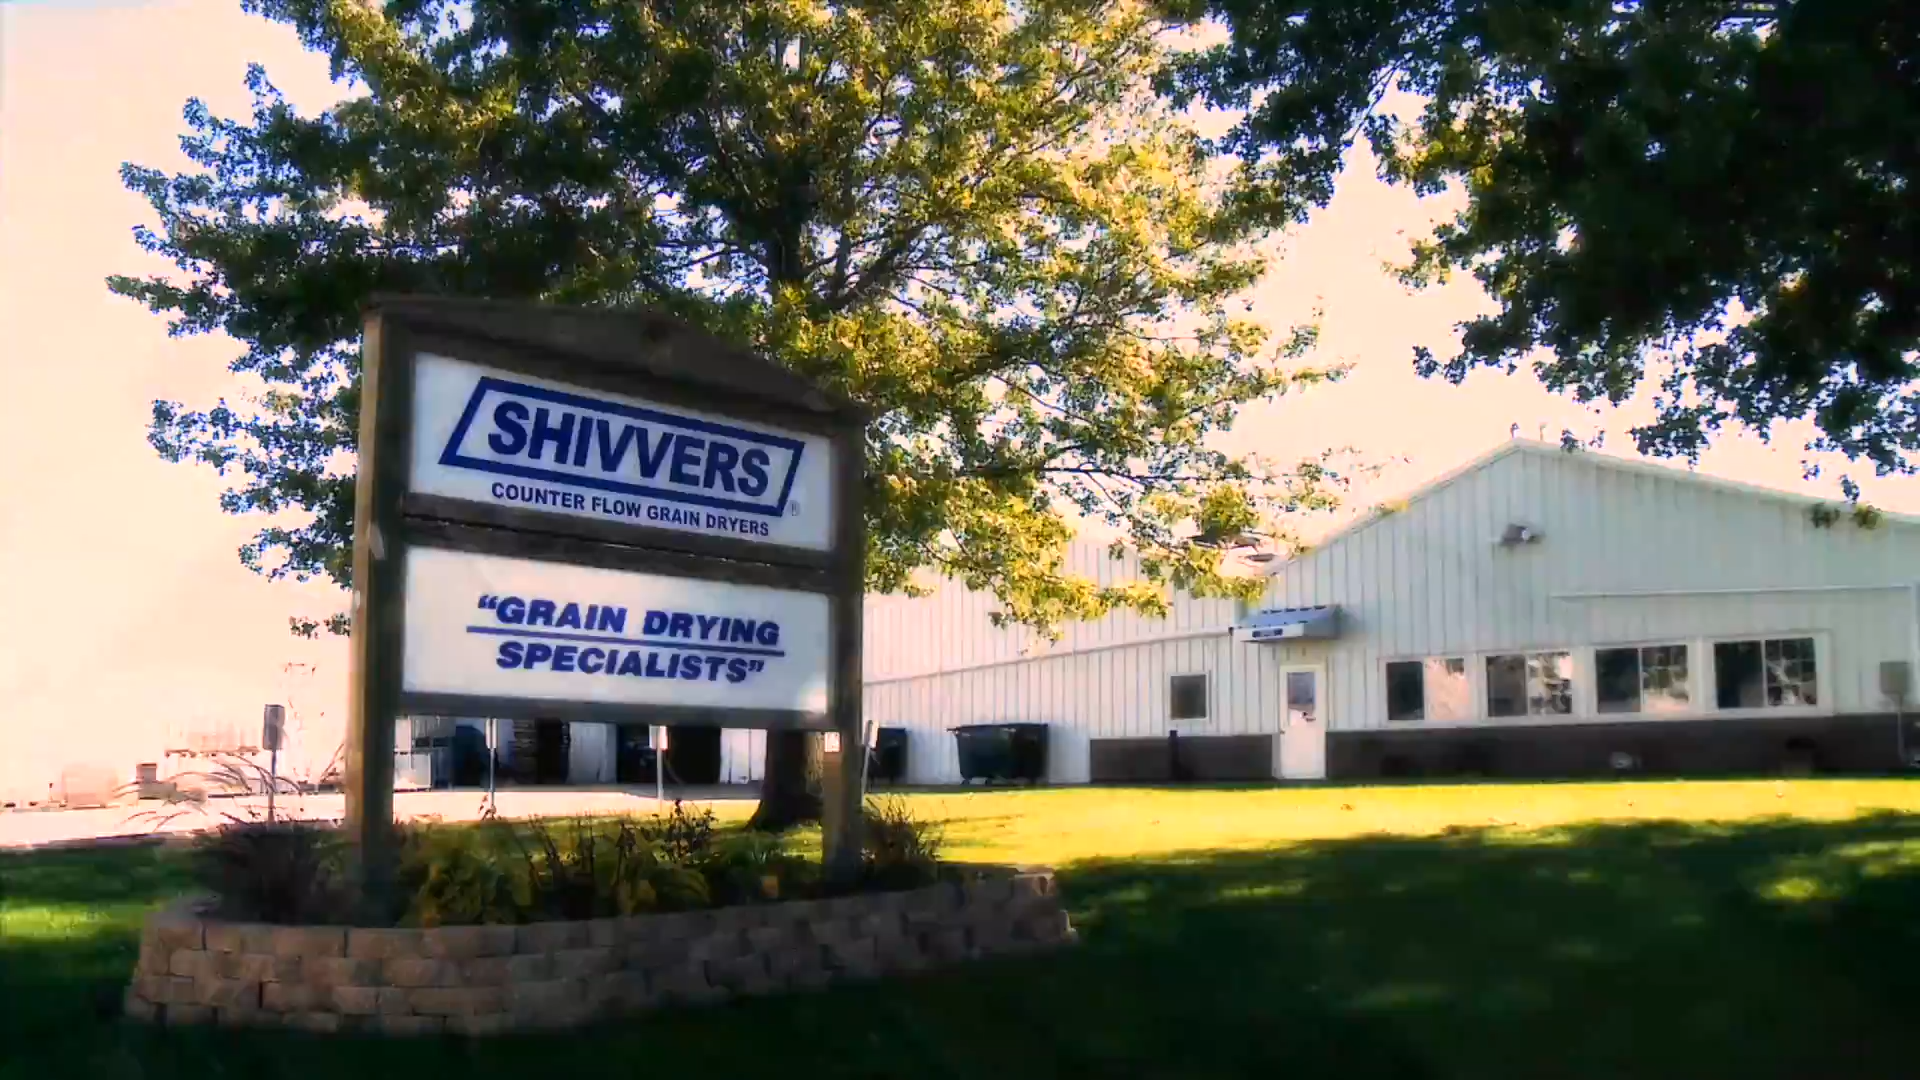 SHIVVERS
®
COUNTER FLOW GRAIN DRYERS
“GRAIN DRYING
SPECIALISTS”